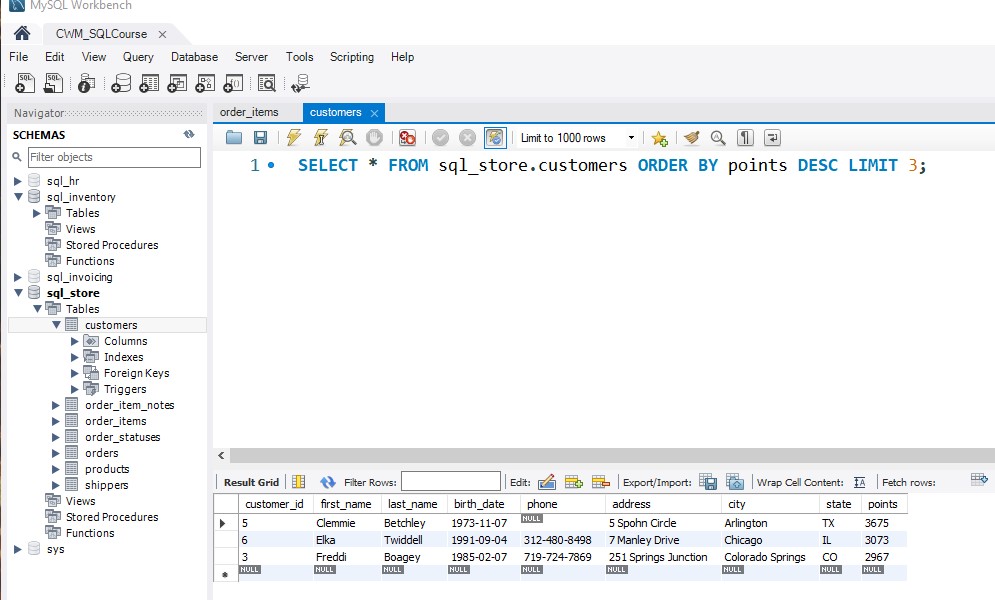 MySQL Workbench
CWM_SQLCourse
File Edit View Query Database Server Tools Scripting Help
Navigator
SCHEMAS
Filter objects
sql_hr
sql_inventory
Tables
Views
Stored Procedures
Functions
sql_invoicing
sql_store
Tables
customers
Columns
Indexes
Foreign Keys
Triggers
order_item_notes
order_items
order_statuses
orders
products
shippers
Views
Stored Procedures
Functions
sys
order_items customers
Limit to 1000 rows
1 SELECT * FROM sql_store.customers ORDER BY points DESC LIMIT 3;
Result Grid Filter Rows: Edit: Export/Import: Wrap Cell Content: IA Fetch rows:
customer_id first_name last_name birth_date phone address city state points
5 Clemmie Betchley 1973-11-07 NULL 5 Spohn Circle Arlington TX 3675
6 Elka Twiddell 1991-09-04 312-480-8498 7 Manley Drive Chicago IL 3073
3 Freddi Boagey 1985-02-07 719-724-7869 251 Springs Junction Colorado Springs CO 2967
NULL NULL NULL NULL NULL NULL NULL NULL NULL